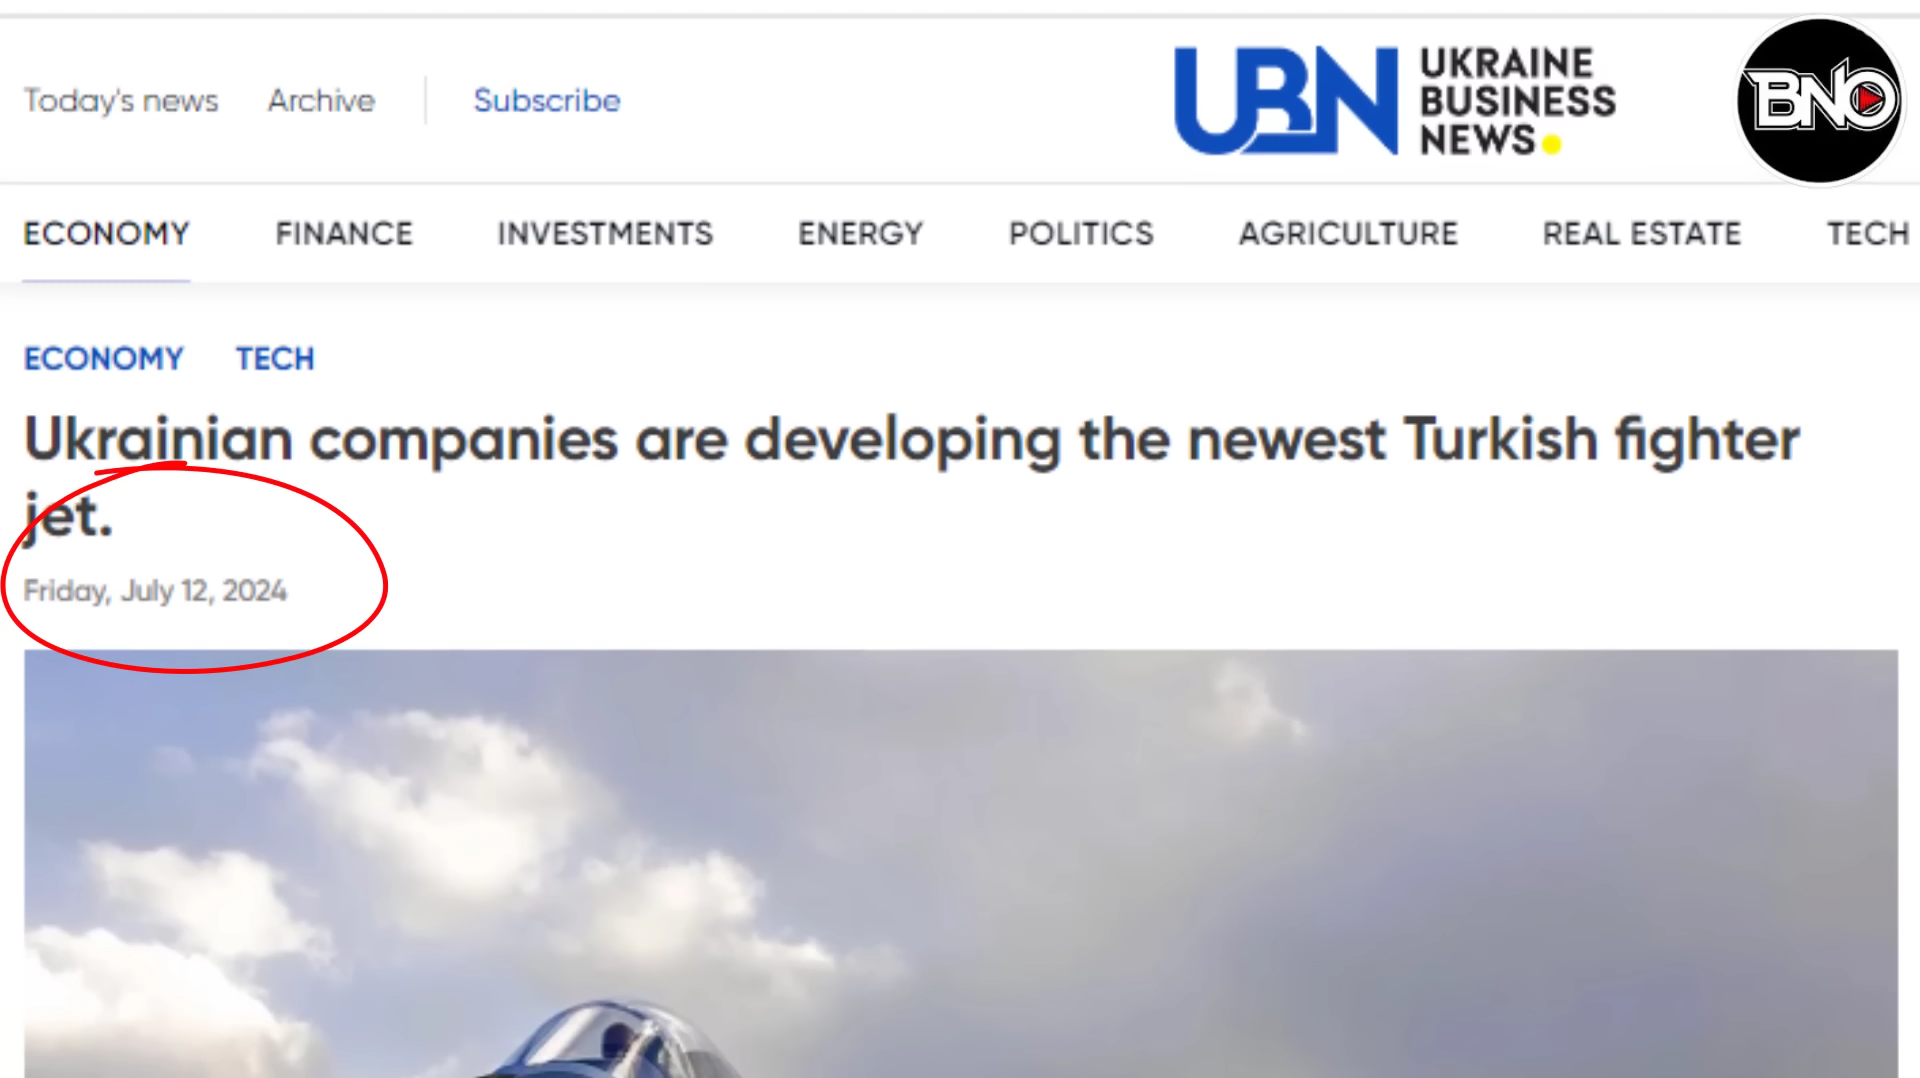 Today's news Archive Subscribe
UBN UKRAINE
BUSINESS
NEWS
BNO
ECONOMY FINANCE INVESTMENTS ENERGY POLITICS AGRICULTURE REAL ESTATE TECH
ECONOMY TECH
Ukrainian companies are developing the newest Turkish fighter
jet.
Friday, July 12, 2024